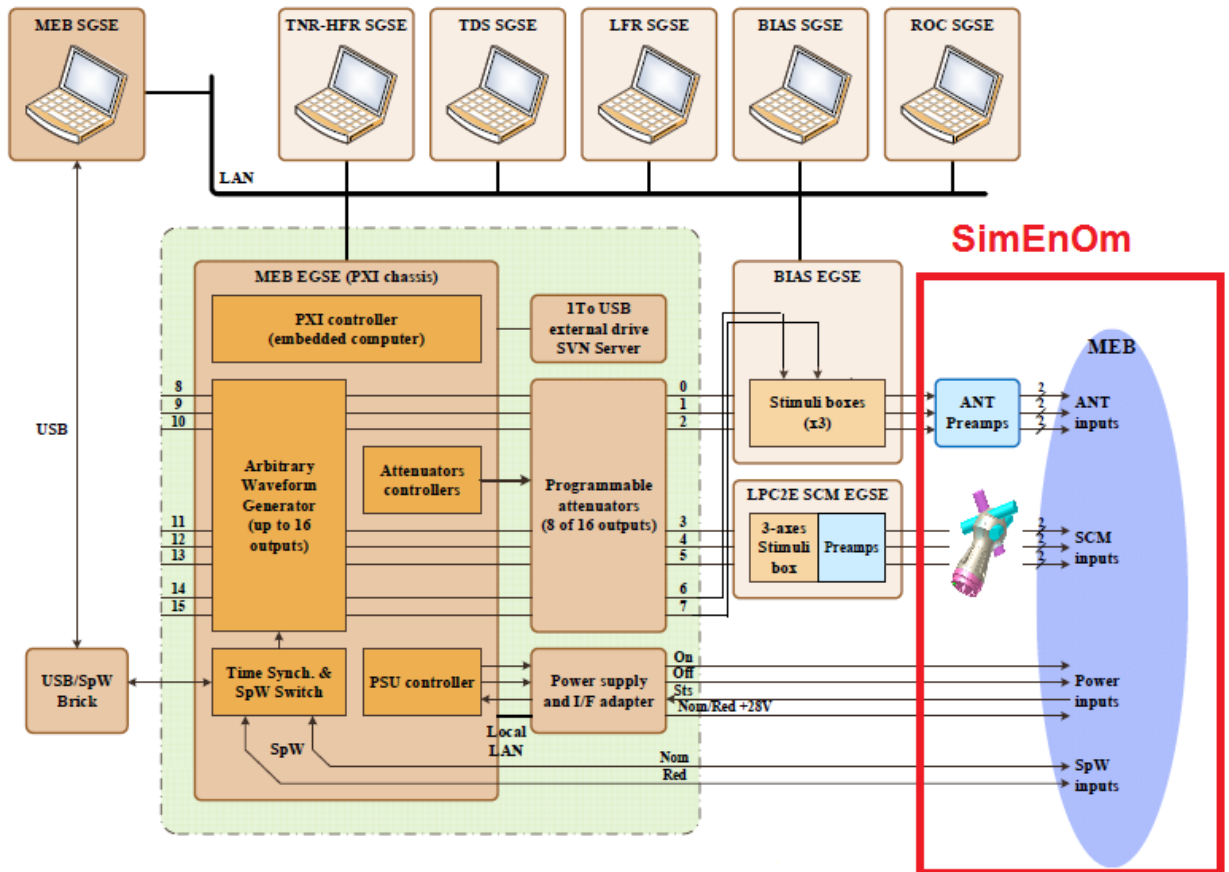 MEB SGSE
TNR-HFR SGSE
TDS SGSE
LFR SGSE
BIAS SGSE
ROC SGSE
LAN
USB
SimEnOm
MEB EGSE (PXI chassis)
PXI controller
(embedded computer)
1To USB
external drive
SVN Server
BIAS EGSE
MEB
8
9
10
0
1
2
Arbitrary
Waveform
Generator
(up to 16
outputs)
Attenuators
controllers
Programmable
attenuators
(8 of 16 outputs)
Stimuli boxes
(x3)
ANT
Preamps
2
2
2
ANT
inputs
LPC2E SCM EGSE
11
12
13
14
15
3
4
5
6
7
3-axes
Stimuli
box
Preamps
2
2
2
SCM
inputs
USB/SpW
Brick
Time Synch. &
SpW Switch
PSU controller
Power supply
and I/F adapter
On
Off
Sts
Nom/Red +28V
Power
inputs
Local
LAN
SpW
Nom
Red
SpW
inputs